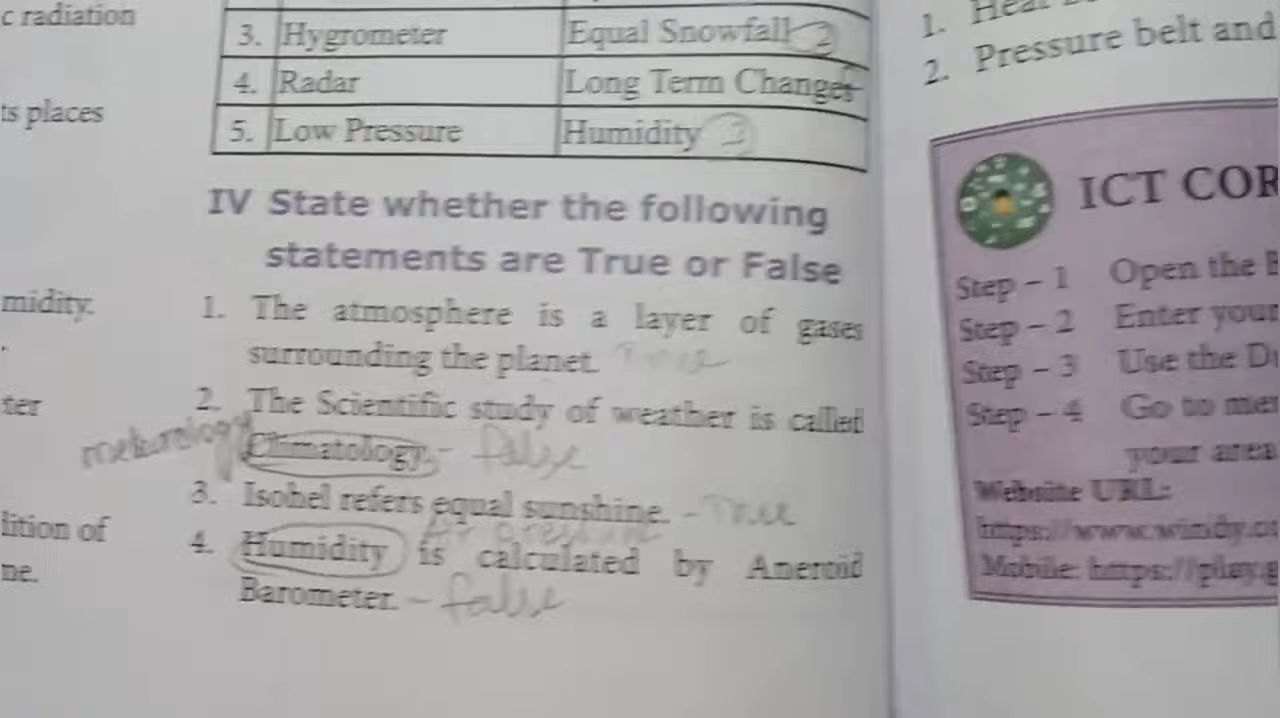 c radiation
ts places
midity.
ter
lition of
ne.
3. Hygrometer Equal Snowfall 2
4. Radar Long Term Changes
5. Low Pressure Humidity 3
IV State whether the following
statements are True or False
1. The atmosphere is a layer of gases
surrounding the planet. True
2. The Scientific study of weather is called
Climatology. - false
3. Isohel refers equal sunshine. - True
4. Humidity is calculated by Aneroid
Barometer. - false
1.
2. Pressure belt and
ICT COR
Step - 1 Open the
Step - 2 Enter your
Step - 3 Use the
Step - 4 Go to
your area
Website URL:
Mobile: